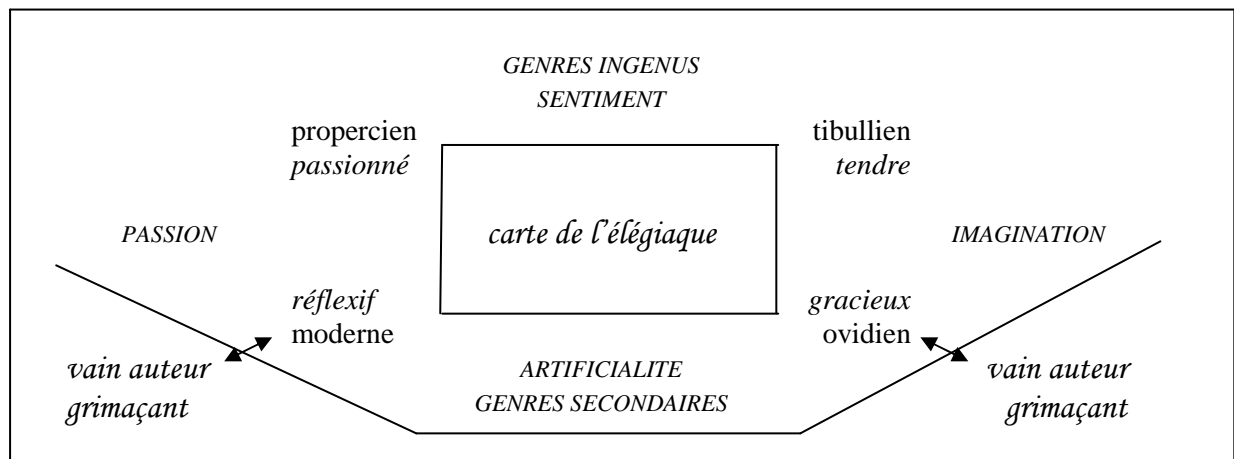 GENRES INGENUS
SENTIMENT
propercien
passionné
tibullien
tendre
PASSION
carte de l'élégiaque
IMAGINATION
réflexif
moderne
gracieux
ovidien
vain auteur
grimaçant
ARTIFICIALITE
GENRES SECONDAIRES
vain auteur
grimaçant